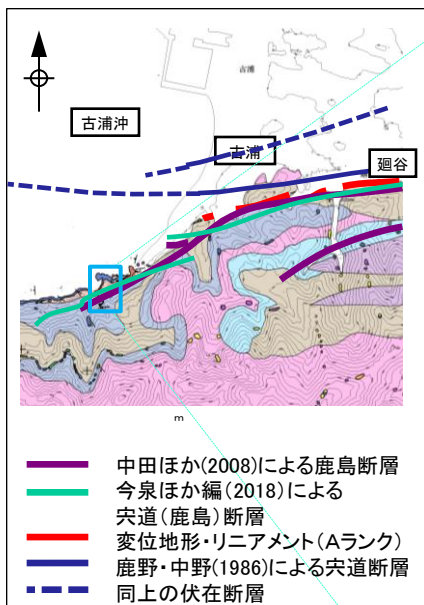 古浦
古浦沖
古浦
廻谷
m
中田ほか(2008)による鹿島断層
今泉ほか編(2018)による
宍道(鹿島)断層
変位地形・リニアメント(Aランク)
鹿野・中野(1986)による宍道断層
同上の伏在断層